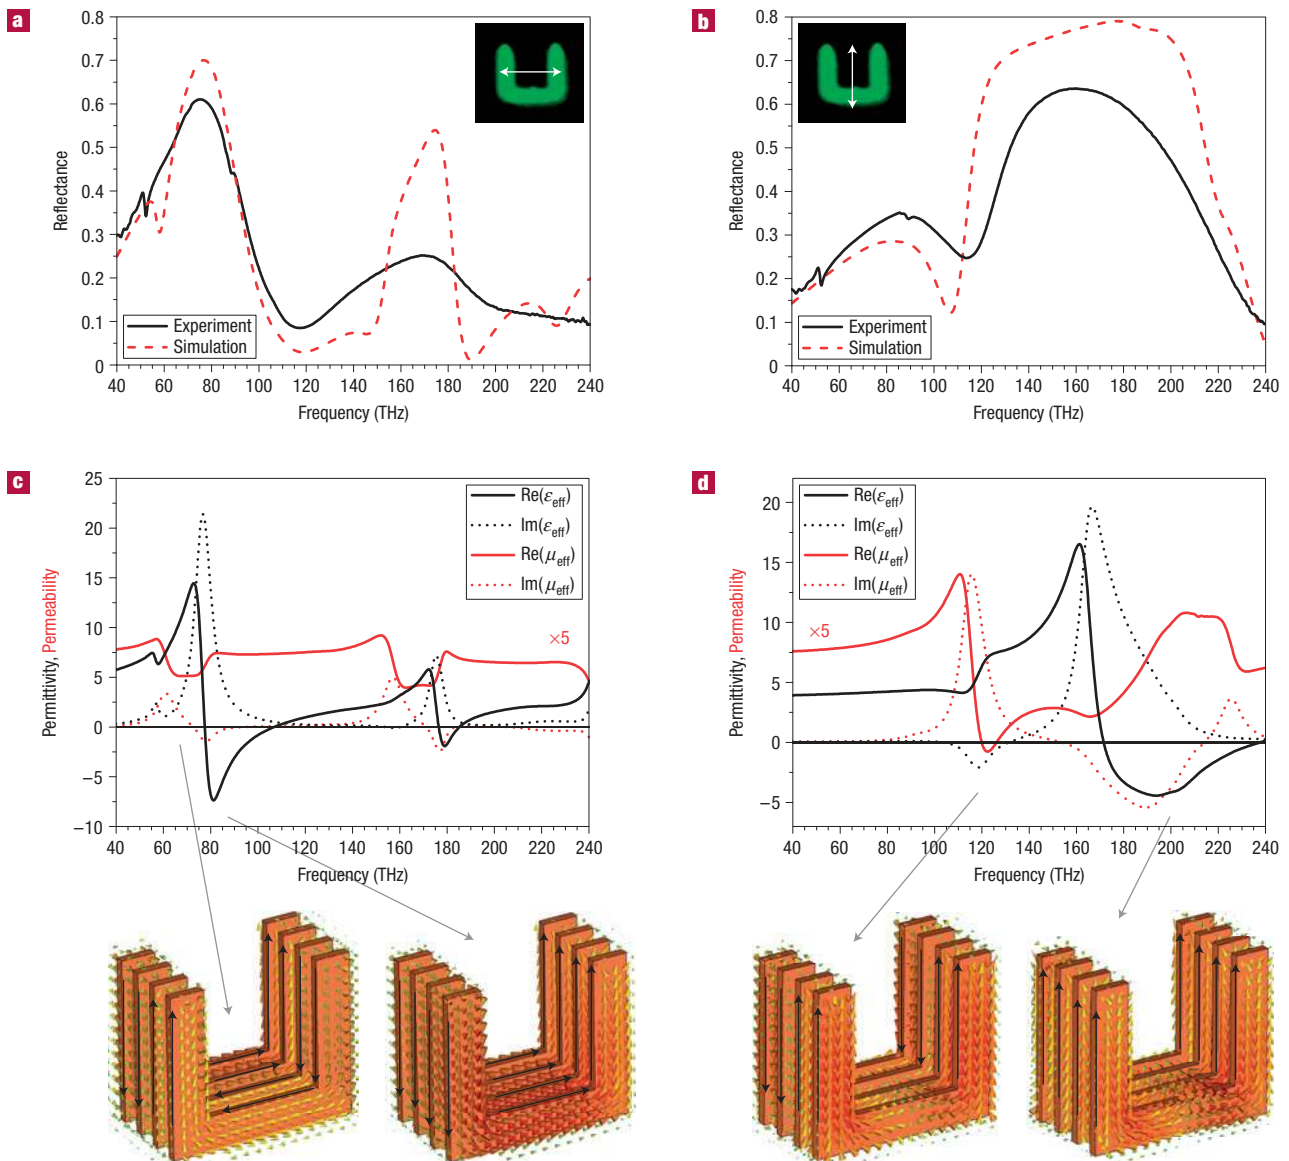 a
0.8
0.7
0.6
0.5
0.4
0.3
0.2
0.1
0
Reflectance
Experiment
Simulation
40 60 80 100 120 140 160 180 200 220 240
Frequency (THz)
b
0.8
0.7
0.6
0.5
0.4
0.3
0.2
0.1
0
Reflectance
Experiment
Simulation
40 60 80 100 120 140 160 180 200 220 240
Frequency (THz)
c
25
20
15
10
5
0
−5
−10
Permittivity, Permeability
Re(εeff)
Im(εeff)
Re(μeff)
Im(μeff)
×5
40 60 80 100 120 140 160 180 200 220 240
Frequency (THz)
d
20
15
10
5
0
−5
Permittivity, Permeability
Re(εeff)
Im(εeff)
Re(μeff)
Im(μeff)
×5
40 60 80 100 120 140 160 180 200 220 240
Frequency (THz)